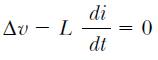 Δv − L di/dt = 0